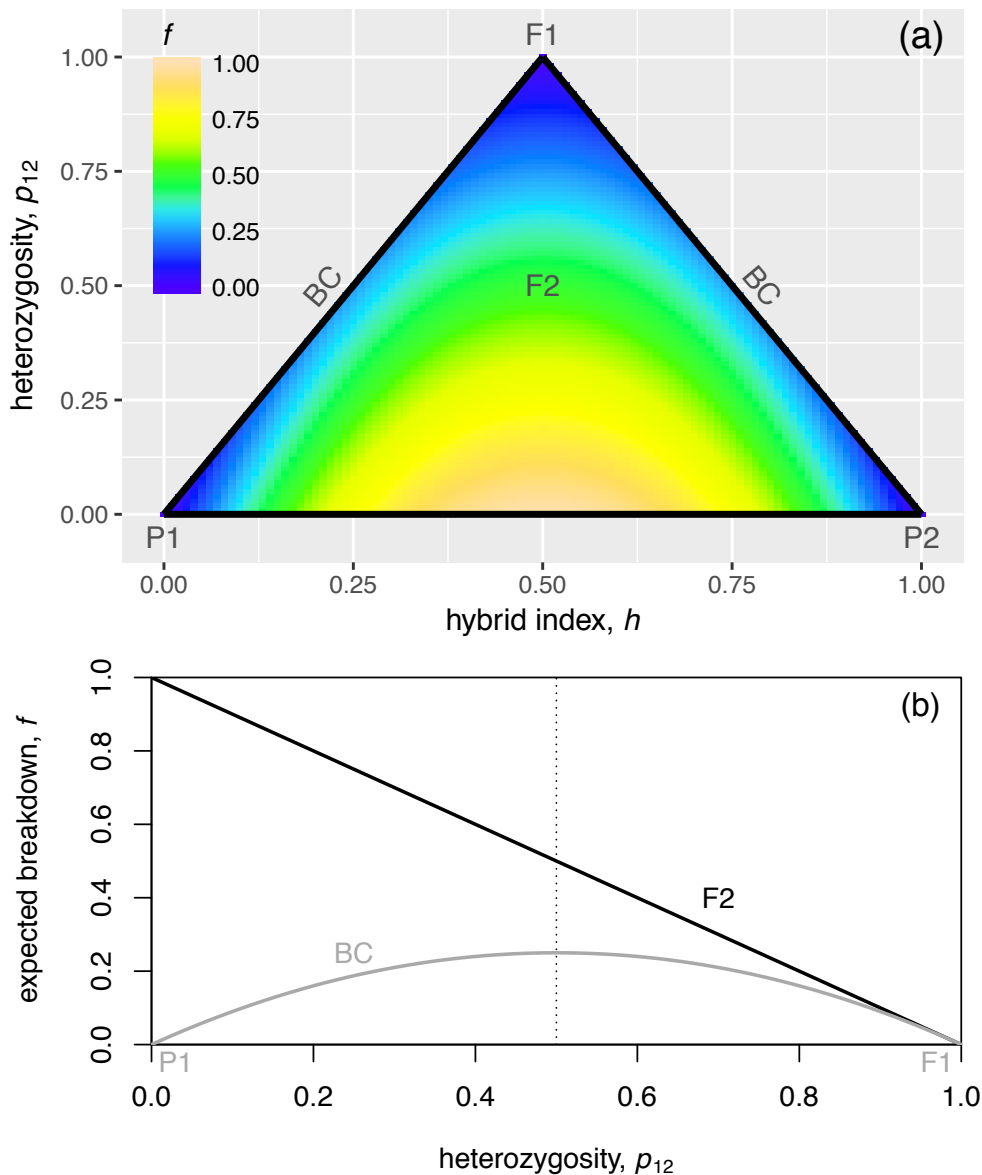 f
F1
(a)
1.00
0.75
0.50
0.25
0.00
1.00
0.75
0.50
0.25
0.00
heterozygosity, p12
BC
F2
BC
P1
P2
0.00
0.25
0.50
0.75
1.00
hybrid index, h
(b)
1.0
0.8
0.6
0.4
0.2
0.0
expected breakdown, f
F2
BC
P1
F1
0.0
0.2
0.4
0.6
0.8
1.0
heterozygosity, p12